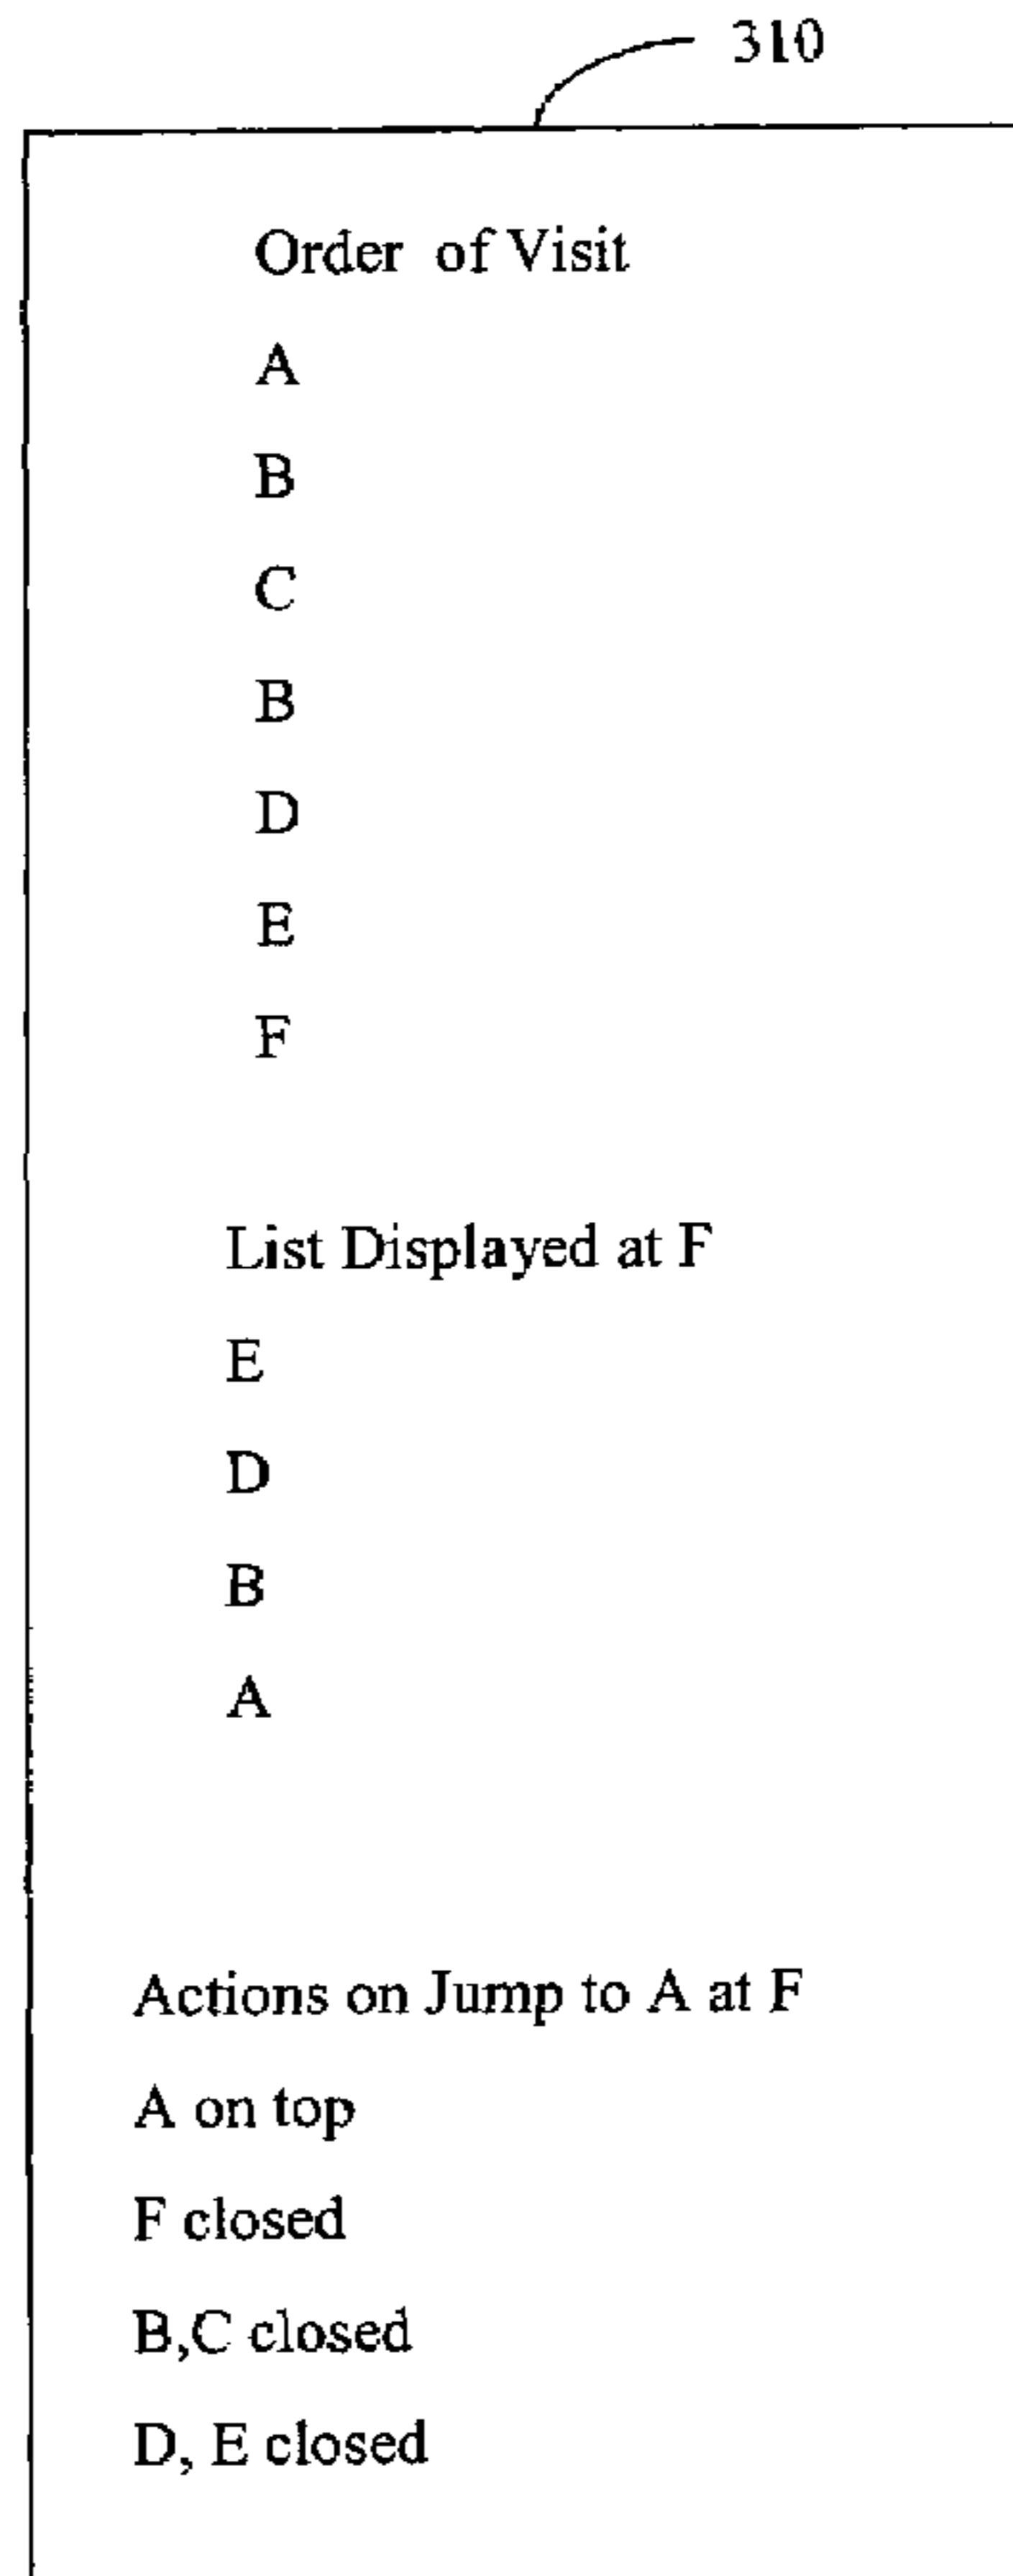 310
Order of Visit
A
B
C
B
D
E
F
List Displayed at F
E
D
B
A
Actions on Jump to A at F
A on top
F closed
B,C closed
D, E closed